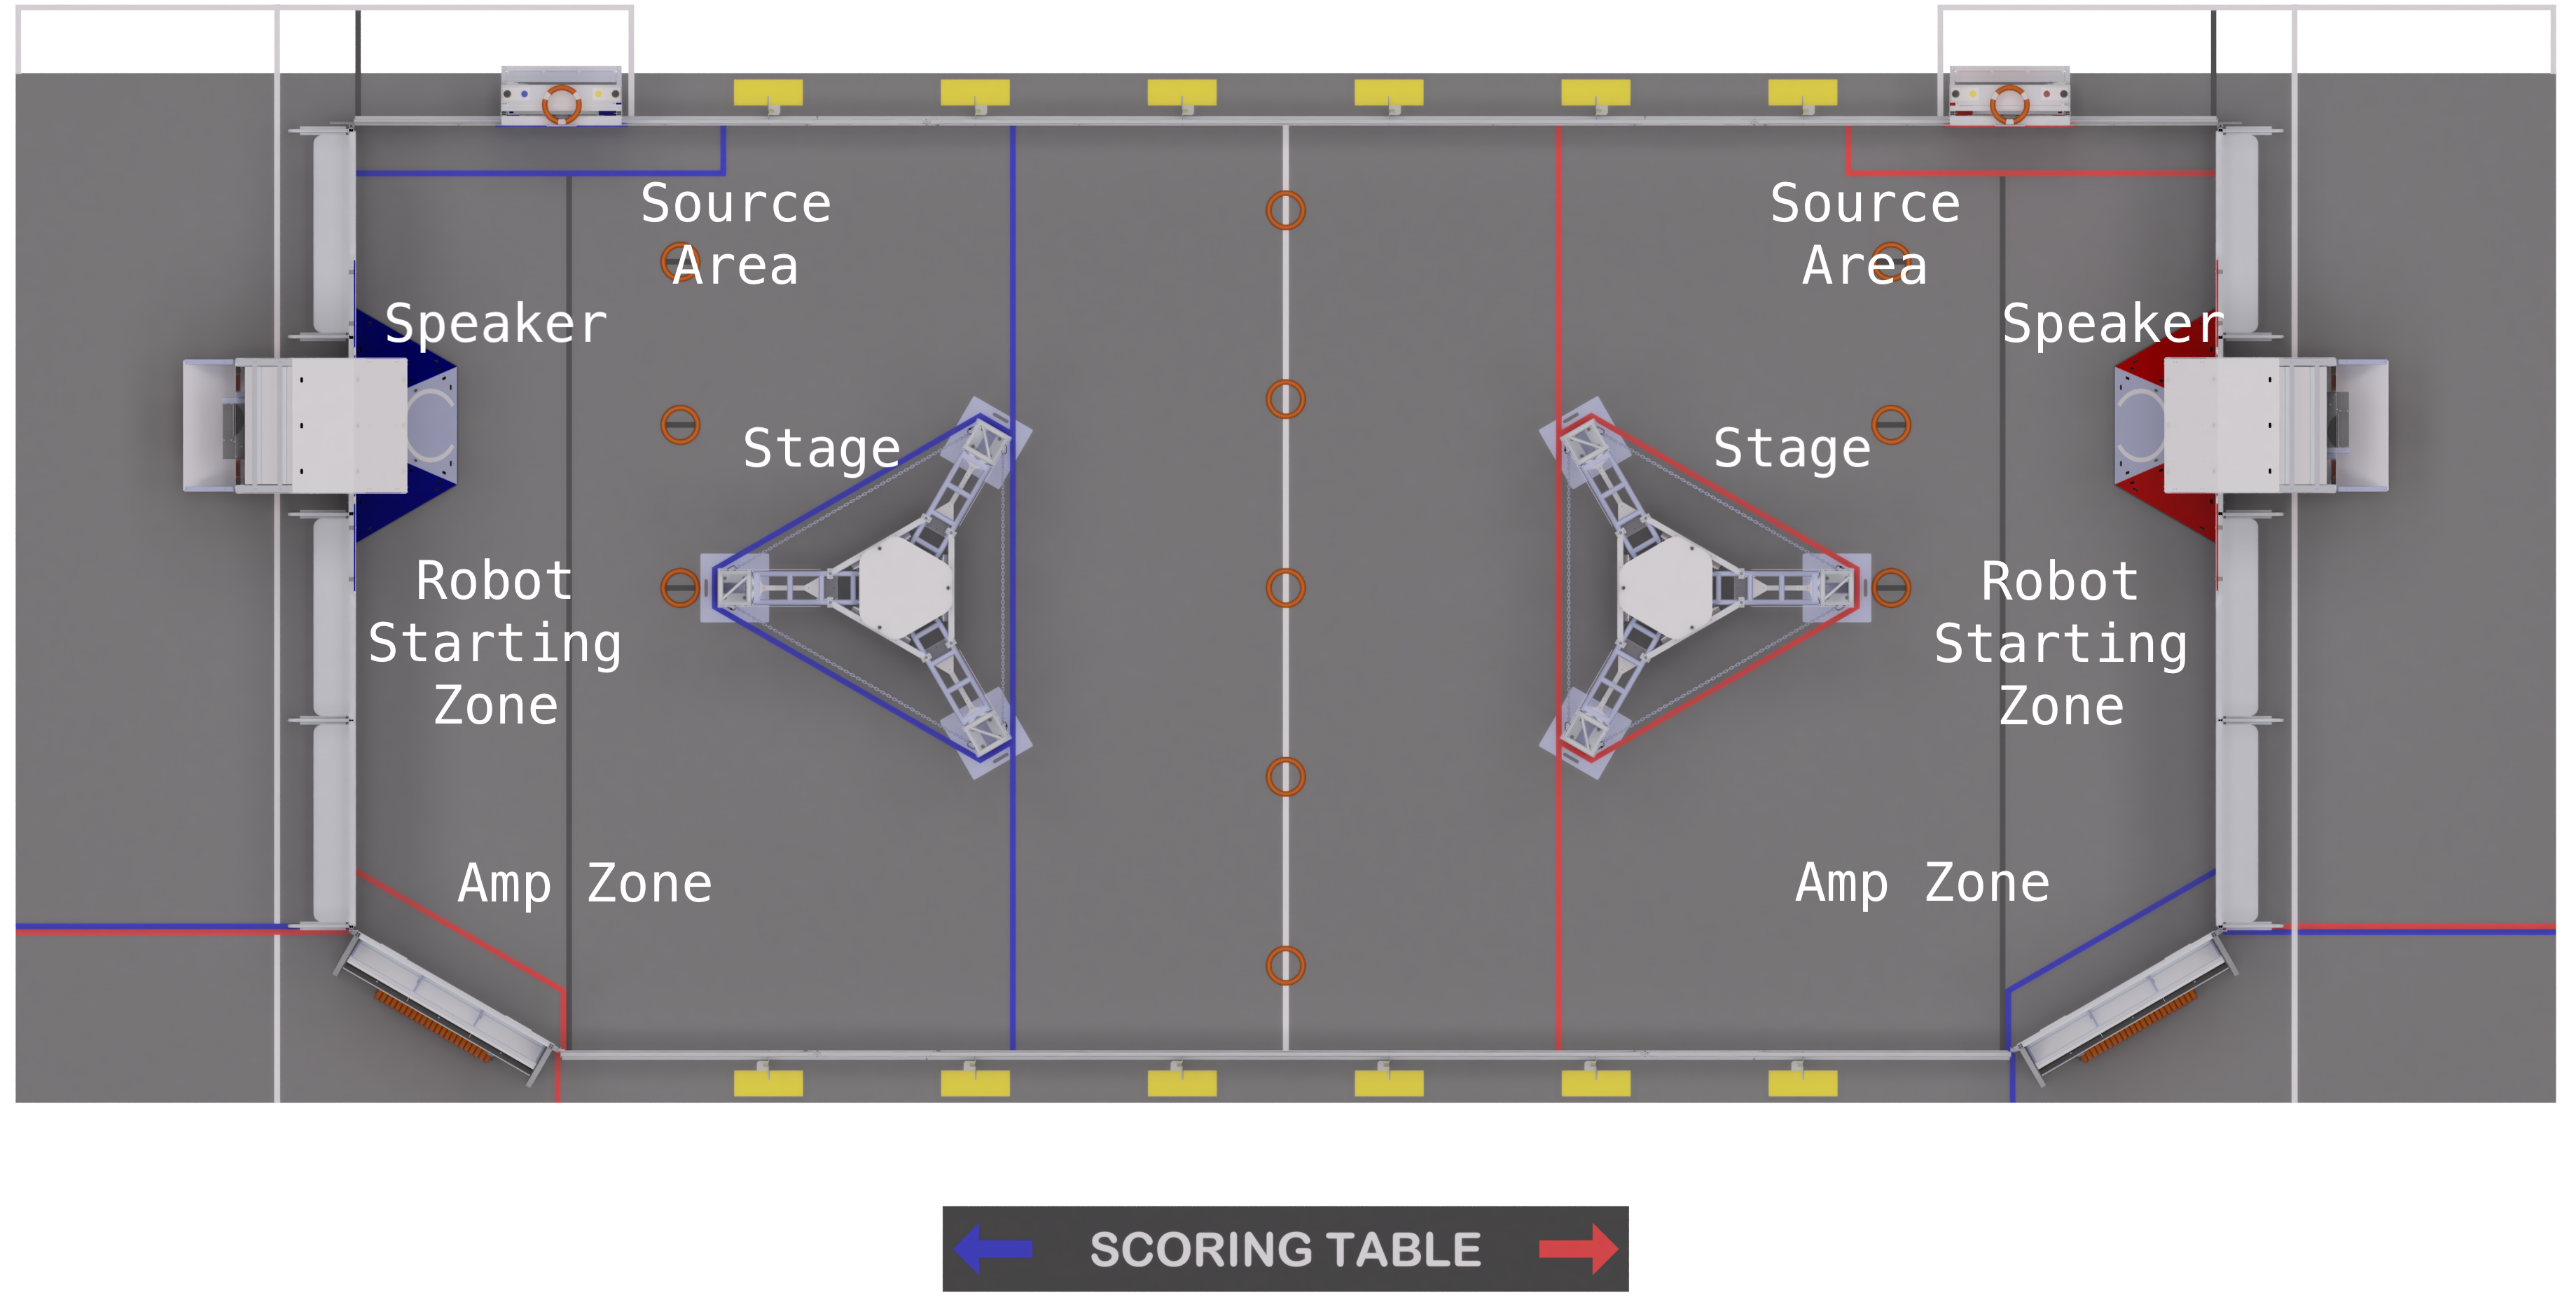 Source
Area
Source
Area
Speaker
Speaker
Stage
Stage
Robot
Starting
Zone
Robot
Starting
Zone
Amp Zone
Amp Zone
SCORING TABLE